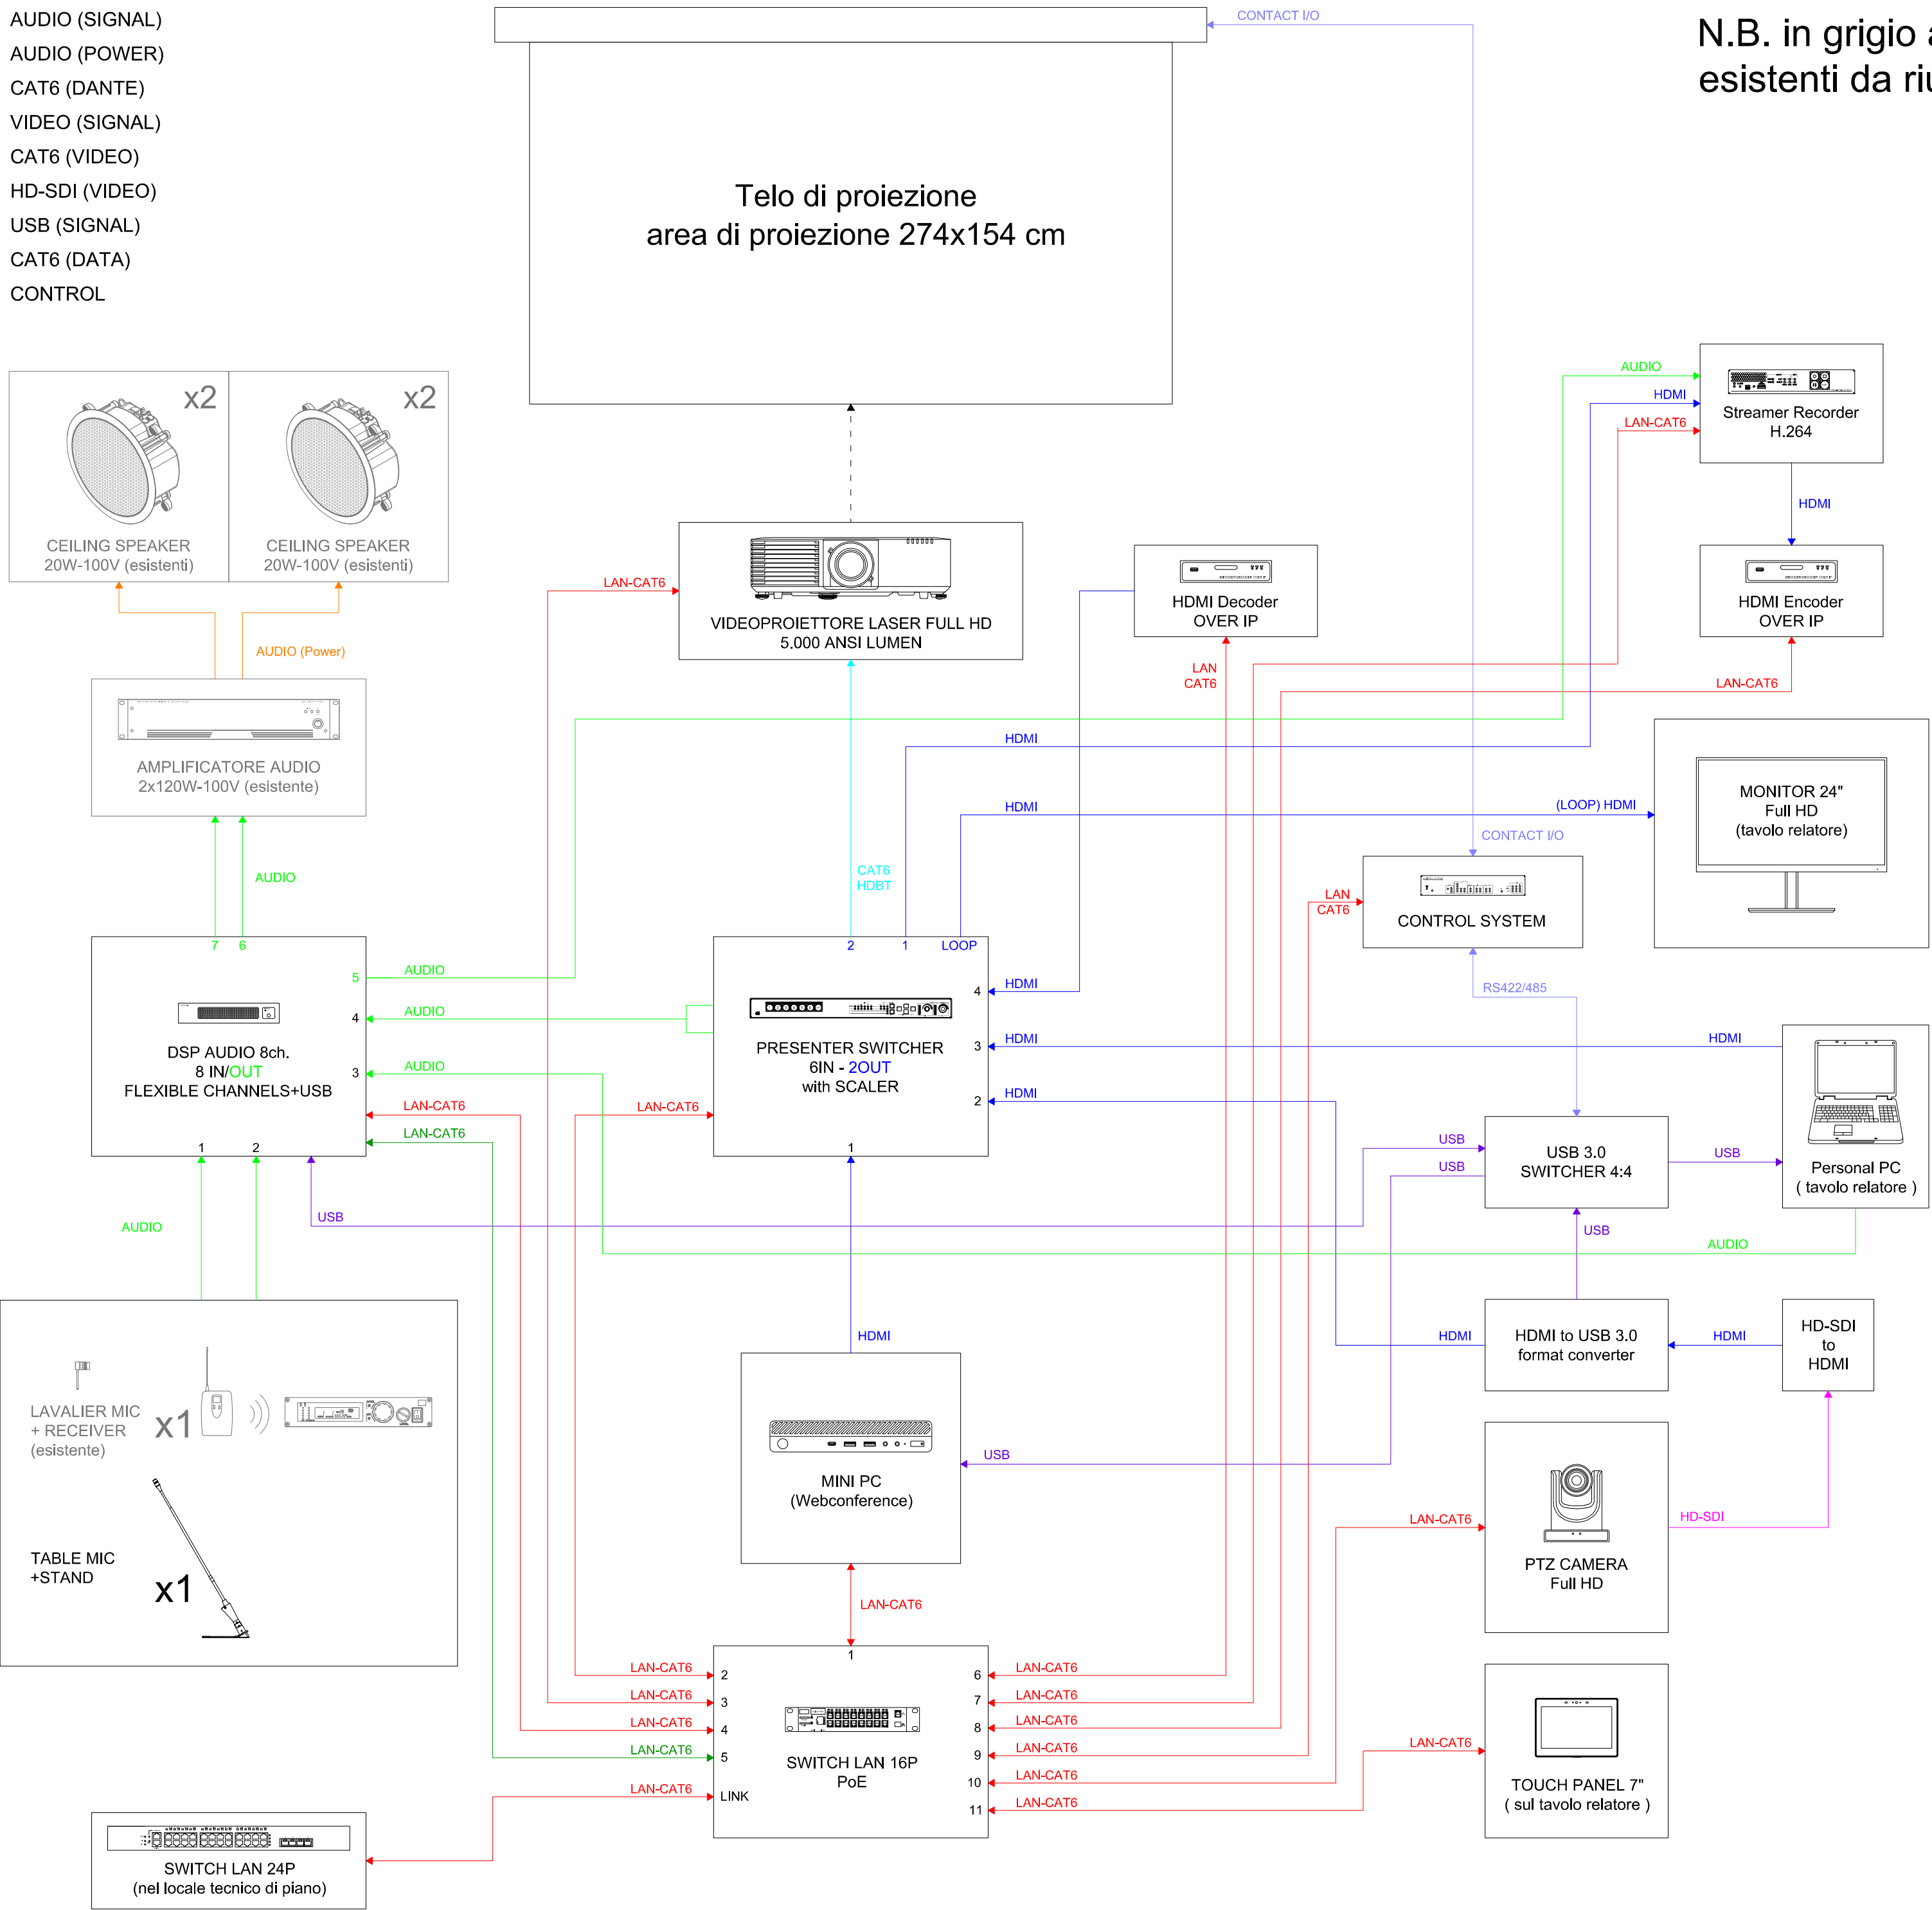 AUDIO (SIGNAL)
AUDIO (POWER)
CAT6 (DANTE)
VIDEO (SIGNAL)
CAT6 (VIDEO)
HD-SDI (VIDEO)
USB (SIGNAL)
CAT6 (DATA)
CONTROL
CONTACT I/O
N.B. in grigio
esistenti da
Telo di proiezione
area di proiezione 274x154 cm
x2
x2
CEILING SPEAKER
20W-100V (esistenti)
CEILING SPEAKER
20W-100V (esistenti)
AUDIO (Power)
AMPLIFICATORE AUDIO
2x120W-100V (esistente)
AUDIO
LAN-CAT6
VIDEOPROIETTORE LASER FULL HD
5.000 ANSI LUMEN
HDMI Decoder
OVER IP
LAN
CAT6
AUDIO
HDMI
LAN-CAT6
Streamer Recorder
H.264
HDMI
HDMI Encoder
OVER IP
LAN-CAT6
HDMI
HDMI
(LOOP) HDMI
MONITOR 24"
Full HD
(tavolo relatore)
CONTACT I/O
CAT6
HDBT
LAN
CAT6
CONTROL SYSTEM
RS422/485
7 6
5
4
3
1 2
DSP AUDIO 8ch.
8 IN/OUT
FLEXIBLE CHANNELS+USB
AUDIO
AUDIO
AUDIO
LAN-CAT6
LAN-CAT6
LAN-CAT6
2 1 LOOP
4
3
2
1
PRESENTER SWITCHER
6IN - 2OUT
with SCALER
HDMI
HDMI
HDMI
HDMI
Personal PC
( tavolo relatore )
USB
USB
USB
USB 3.0
SWITCHER 4:4
USB
AUDIO
USB
AUDIO
HDMI
HDMI
HDMI to USB 3.0
format converter
HDMI
HD-SDI
to
HDMI
LAVALIER MIC
+ RECEIVER
(esistente)
x1
TABLE MIC
+STAND
x1
MINI PC
(Webconference)
USB
LAN-CAT6
LAN-CAT6
PTZ CAMERA
Full HD
HD-SDI
1
LAN-CAT6 2
LAN-CAT6 3
LAN-CAT6 4
LAN-CAT6 5
LAN-CAT6 LINK
SWITCH LAN 16P
PoE
6 LAN-CAT6
7 LAN-CAT6
8 LAN-CAT6
9 LAN-CAT6
10 LAN-CAT6
11 LAN-CAT6
LAN-CAT6
TOUCH PANEL 7"
( sul tavolo relatore )
SWITCH LAN 24P
(nel locale tecnico di piano)